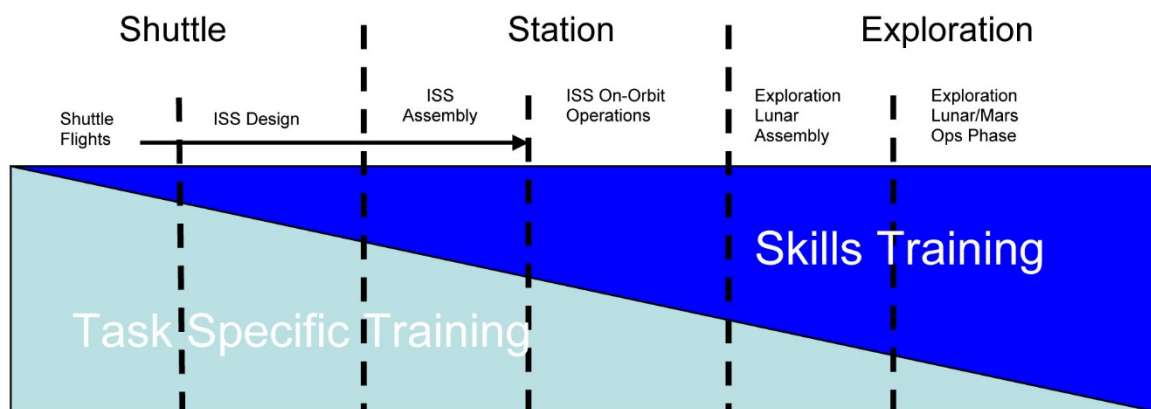 Shuttle
Station
Exploration
Shuttle
Flights
ISS Design
ISS
Assembly
ISS On-Orbit
Operations
Exploration
Lunar
Assembly
Exploration
Lunar/Mars
Ops Phase
Skills Training
Task Specific Training